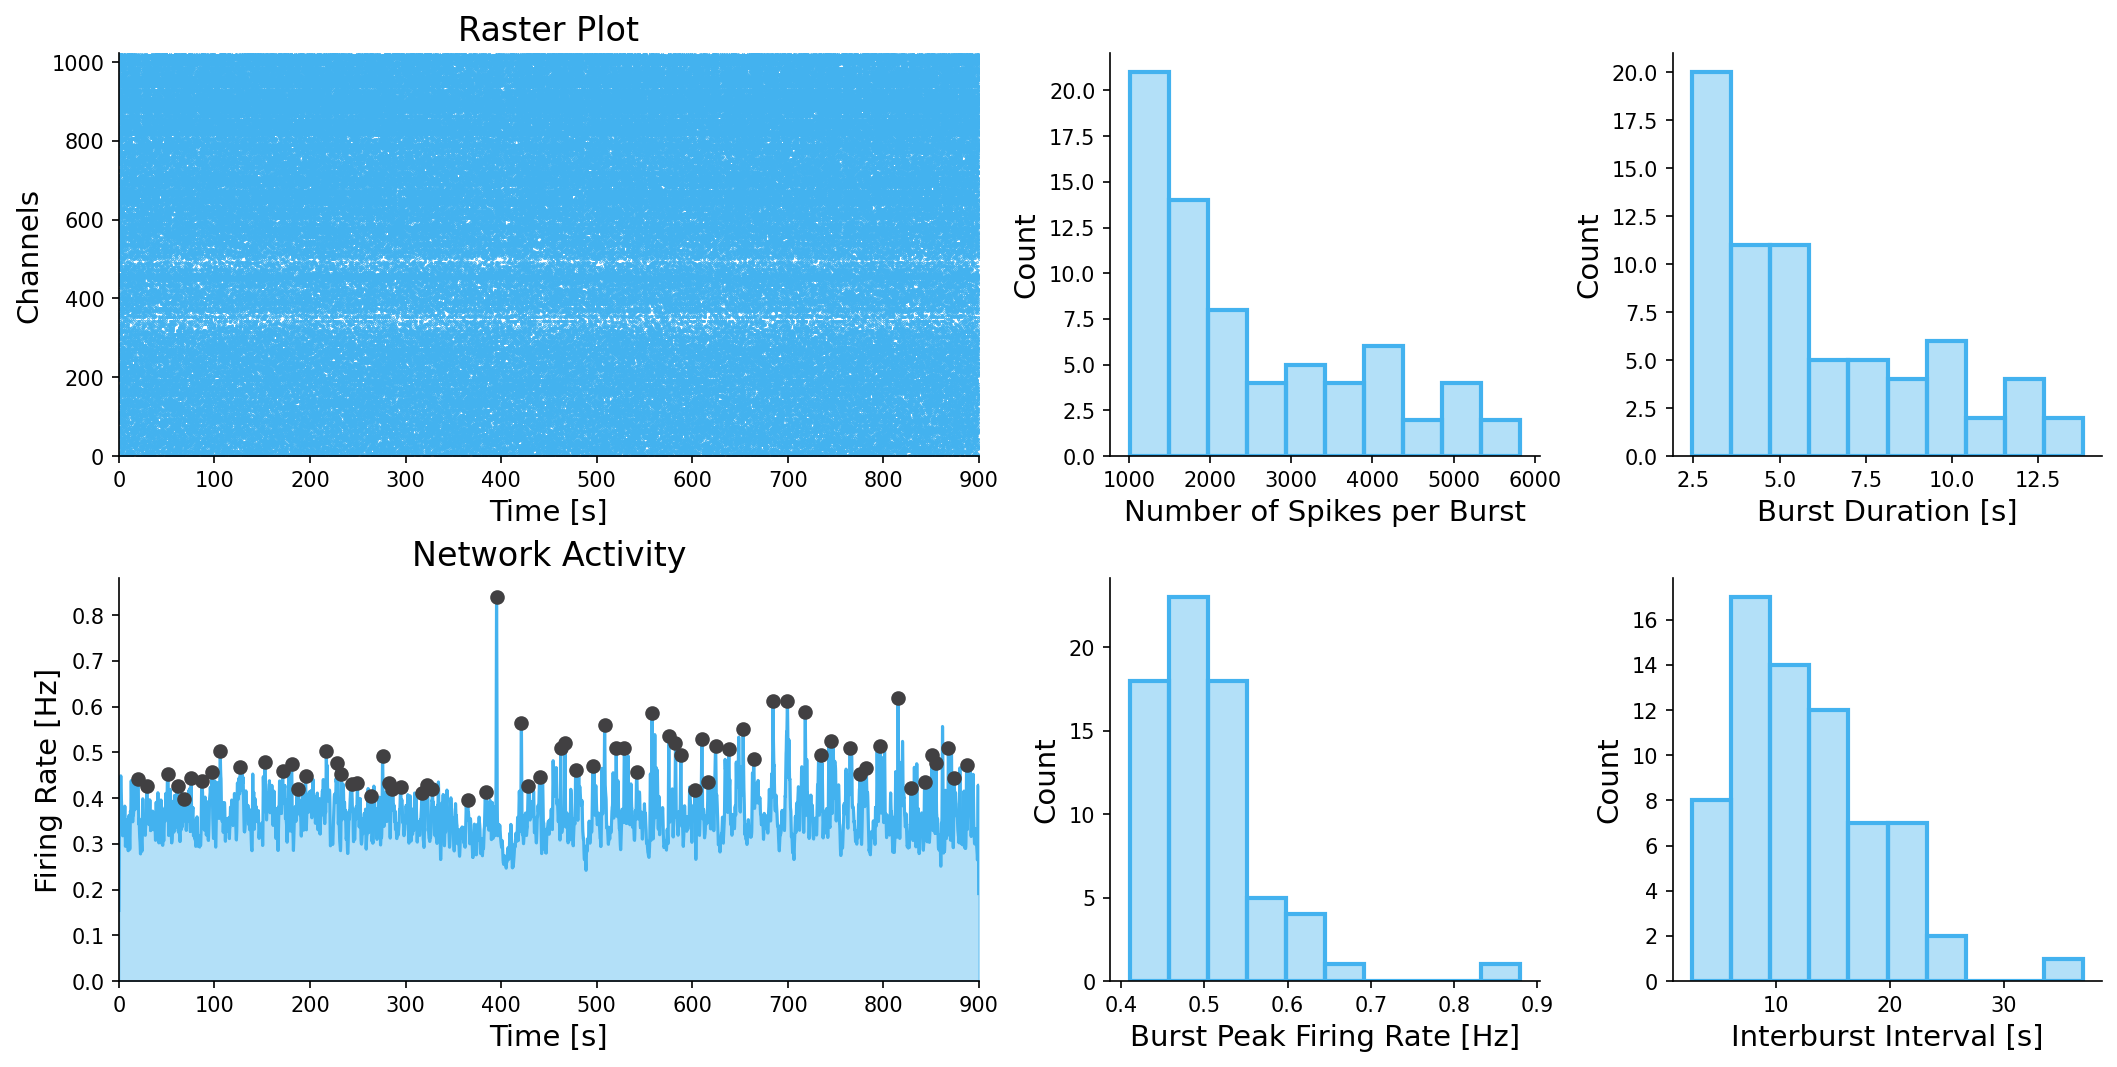 Raster Plot
1000
800
600
400
200
0
Channels
0 100 200 300 400 500 600 700 800 900
Time [s]
20.0
17.5
15.0
12.5
10.0
7.5
5.0
2.5
0.0
Count
1000 2000 3000 4000 5000 6000
Number of Spikes per Burst
20.0
17.5
15.0
12.5
10.0
7.5
5.0
2.5
0.0
Count
2.5 5.0 7.5 10.0 12.5
Burst Duration [s]
Network Activity
0.8
0.7
0.6
0.5
0.4
0.3
0.2
0.1
0.0
Firing Rate [Hz]
0 100 200 300 400 500 600 700 800 900
Time [s]
20
15
10
5
0
Count
0.4 0.5 0.6 0.7 0.8 0.9
Burst Peak Firing Rate [Hz]
16
14
12
10
8
6
4
2
0
Count
10 20 30
Interburst Interval [s]